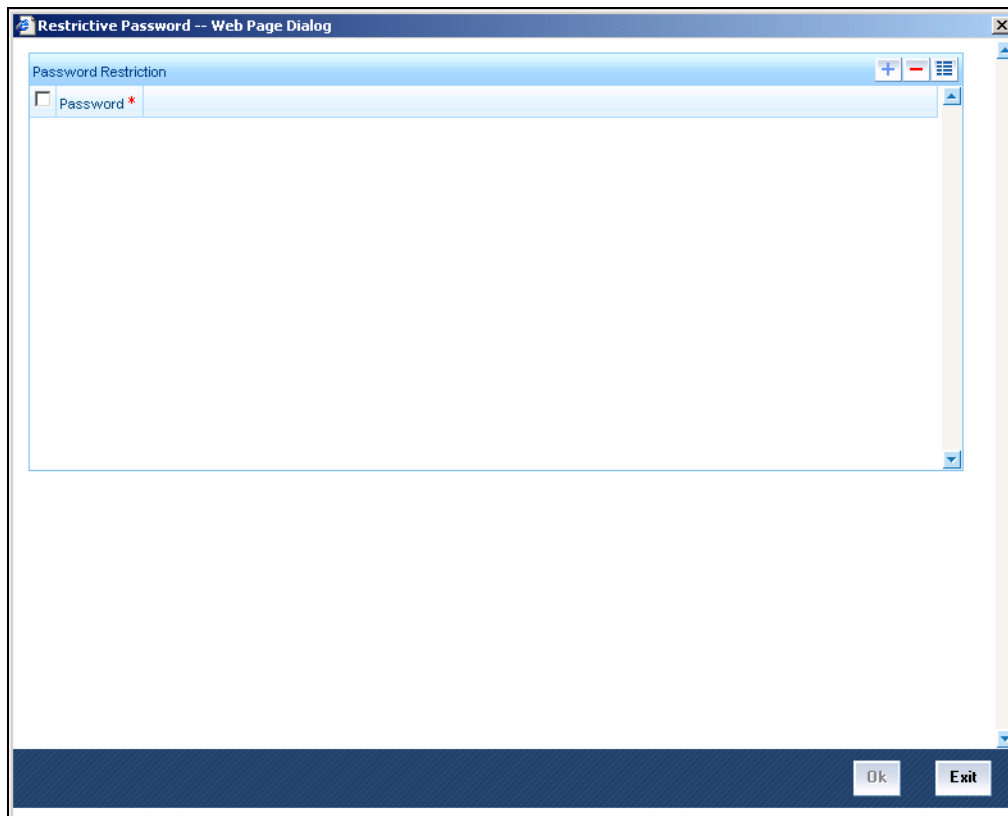 Restrictive Password -- Web Page Dialog
Password Restriction
Password *
Ok
Exit